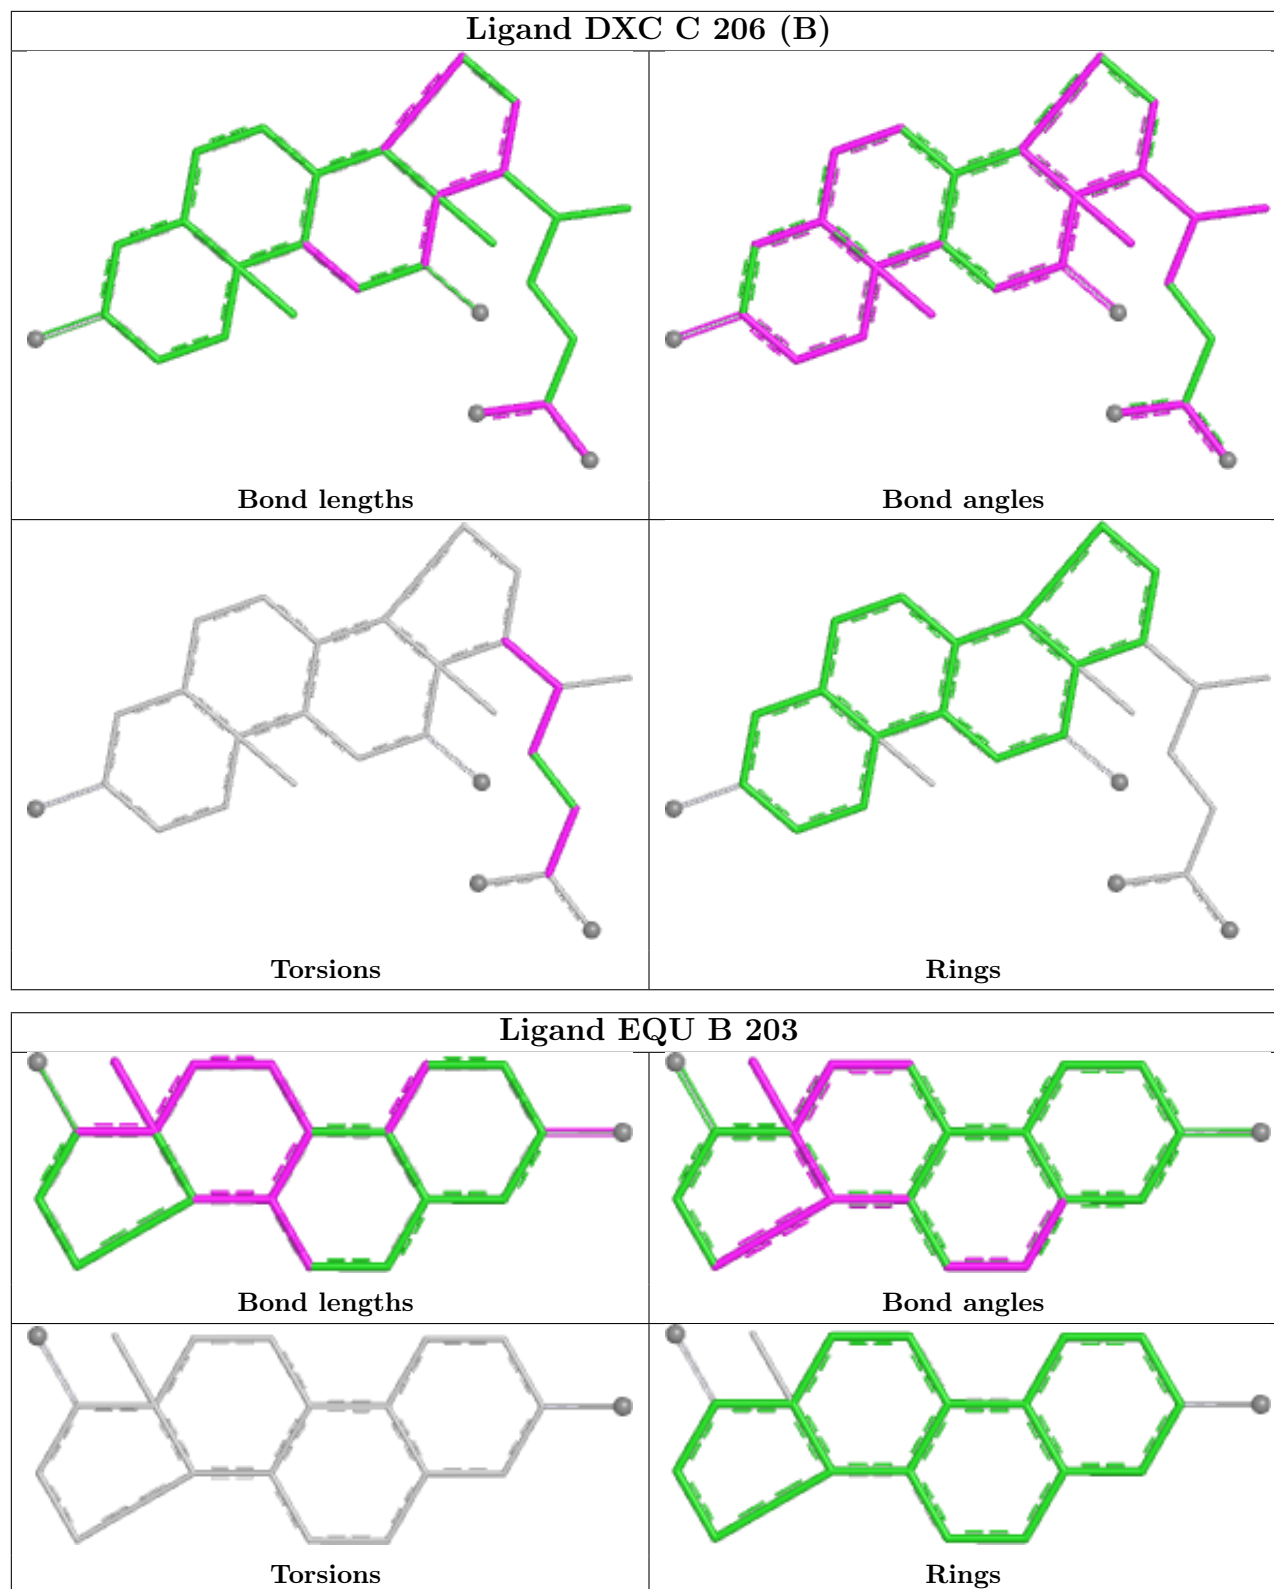 Ligand DXC C 206 (B)
Bond lengths
Bond angles
Torsions
Rings
Ligand EQU B 203
Bond lengths
Bond angles
Torsions
Rings